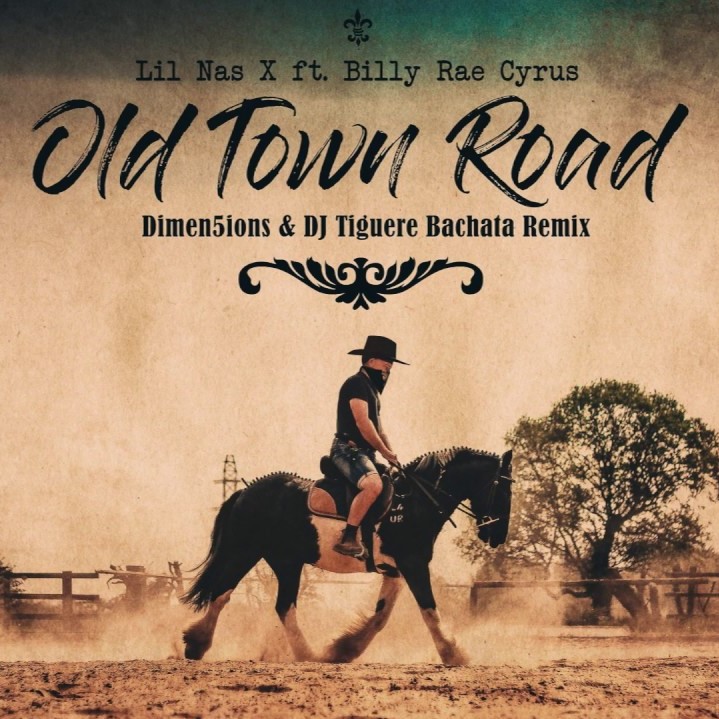 Lil Nas X ft. Billy Rae Cyrus
Old Town Road
Dimen5ions & DJ Tiguere Bachata Remix